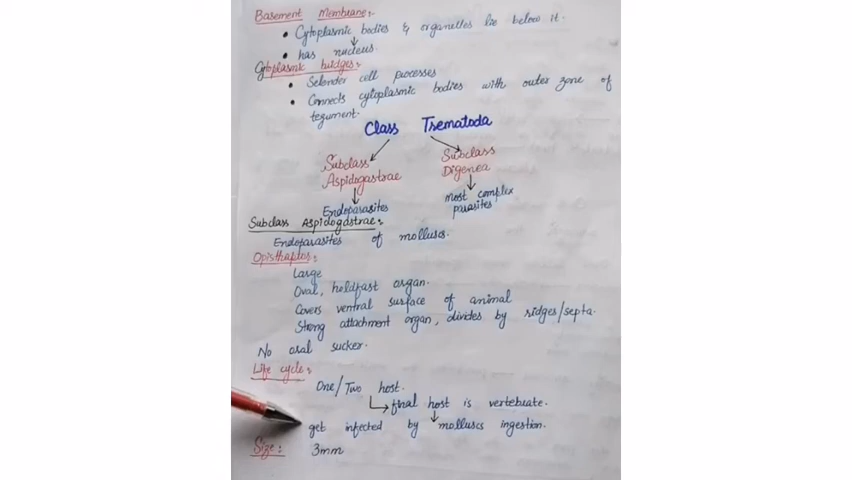 Basement Membrane:-
• Cytoplasmic bodies & organelles lie below it.
• has nucleus.
Cytoplasmic bridges:-
• Selender cell processes
• Connects cytoplasmic bodies with outer zone of
tegument.
Class Trematoda
Subclass Aspidogastrae
Subclass Digenea
Endoparasites
most complex parasites
Subclass Aspidogastrae:
Endoparasites of molluscs.
Opisthaptos:
Large
Oval, holdfast organ.
Covers ventral surface of animal
Strong attachment organ, divides by ridges/septa.
No oral sucker.
Life cycle:
One/Two host.
final host is vertebrate.
get infected by molluscs ingestion.
Size: 3mm